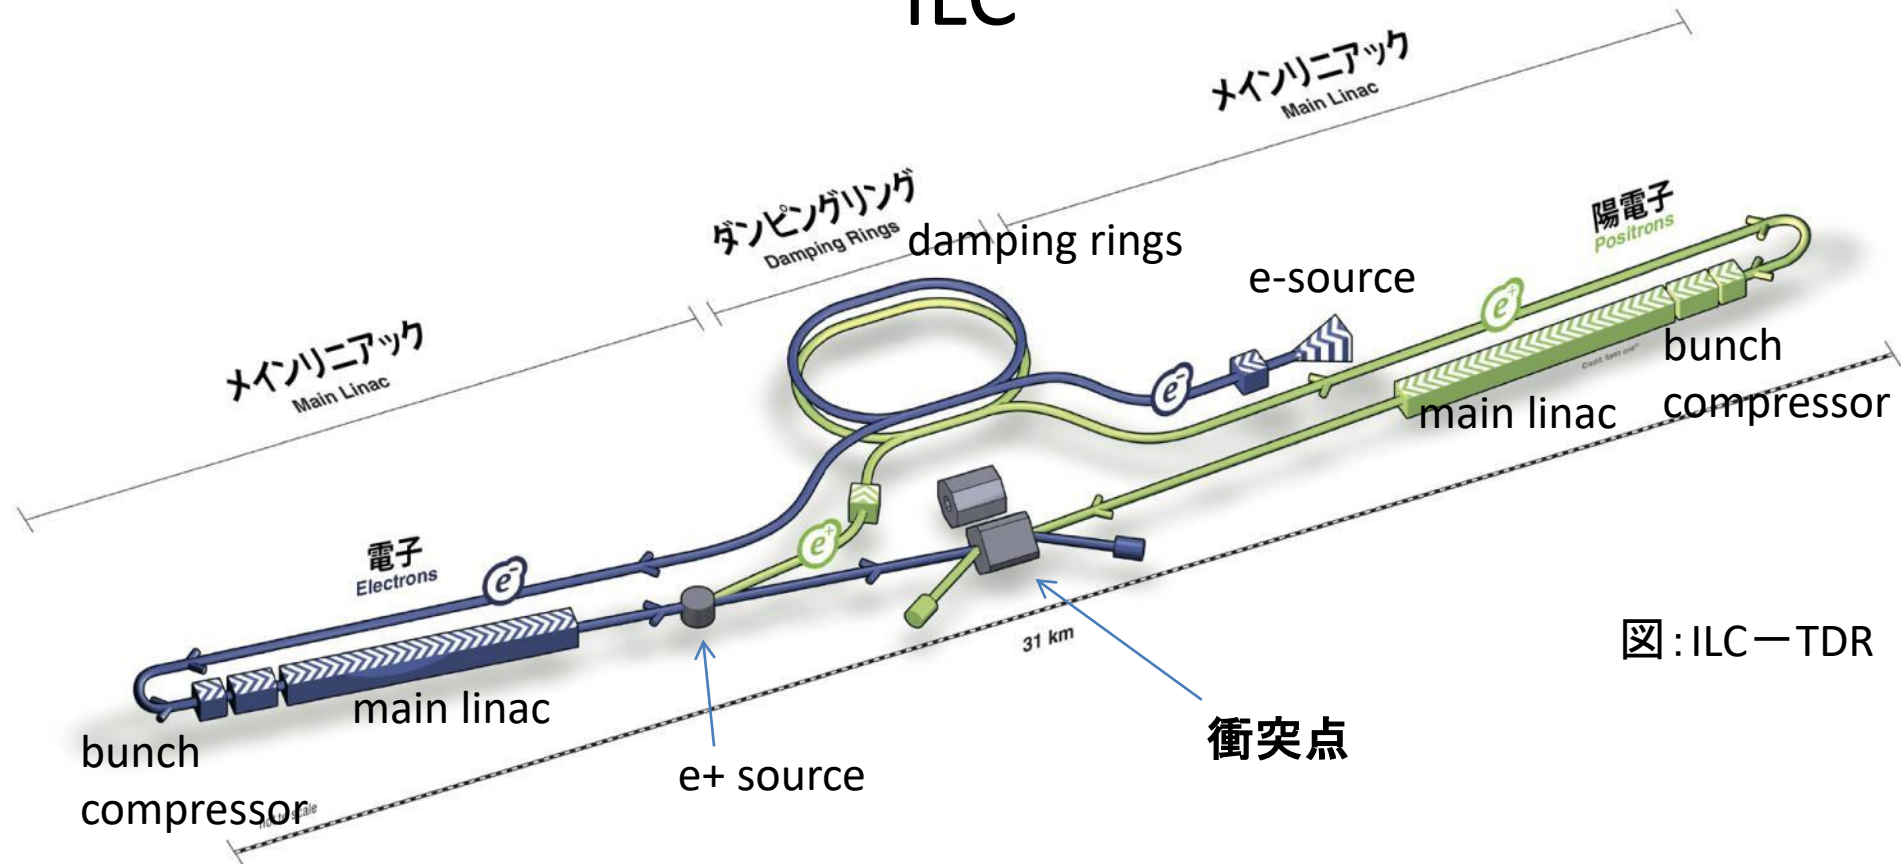 ILC
メインリニアック
Main Linac
ダンピングリング
Damping Rings
damping rings
陽電子
Positrons
e-source
e+
メインリニアック
Main Linac
bunch
compressor
main linac
e-
e+
電子
Electrons
e-
31 km
図:ILCーTDR
main linac
衝突点
bunch
compressor
e+ source
not to scale